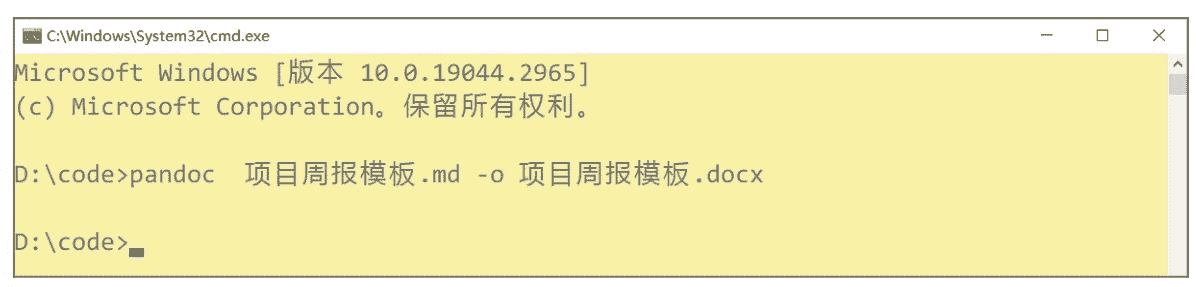 C:\Windows\System32\cmd.exe
Microsoft Windows [版本 10.0.19044.2965]
(c) Microsoft Corporation。保留所有权利。
D:\code>pandoc  项目周报模板.md -o 项目周报模板.docx
D:\code>